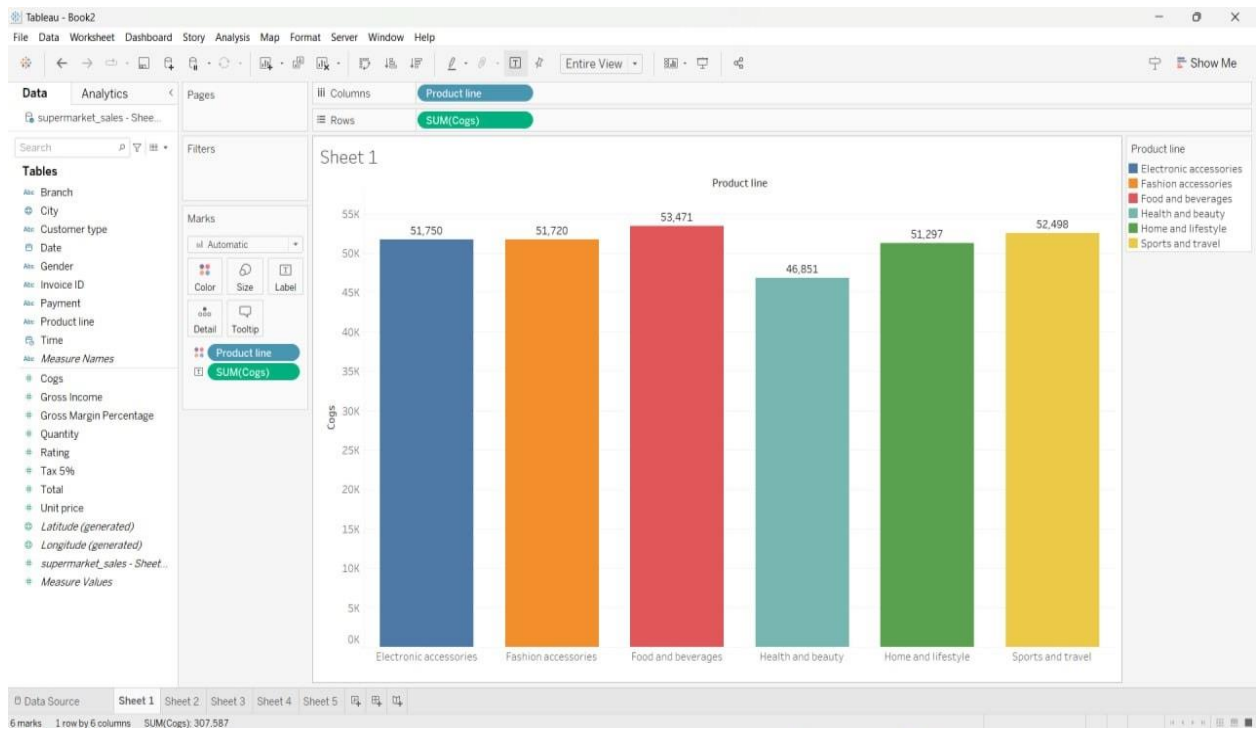 Tableau - Book2
File Data Worksheet Dashboard Story Analysis Map Format Server Window Help
Entire View
Show Me
Data Analytics
Pages
iii Columns
Product line
supermarket_sales - Shee...
Rows
SUM(Cogs)
Search
Filters
Tables
Abc Branch
City
Abc Customer type
Date
Abc Gender
Abc Invoice ID
Abc Payment
Abc Product line
Time
Abc Measure Names
# Cogs
# Gross Income
# Gross Margin Percentage
# Quantity
# Rating
# Tax 5%
# Total
# Unit price
Latitude (generated)
Longitude (generated)
# supermarket_sales - Sheet...
# Measure Values
Marks
Automatic
Color Size Label
Detail Tooltip
Product line
SUM(Cogs)
Sheet 1
Product line
55K
50K
45K
40K
35K
30K
25K
20K
15K
10K
5K
0K
Cogs
51,750 51,720 53,471 46,851 51,297 52,498
Electronic accessories Fashion accessories Food and beverages Health and beauty Home and lifestyle Sports and travel
Product line
Electronic accessories
Fashion accessories
Food and beverages
Health and beauty
Home and lifestyle
Sports and travel
Data Source Sheet 1 Sheet 2 Sheet 3 Sheet 4 Sheet 5
6 marks 1 row by 6 columns SUM(Cogs): 307,587